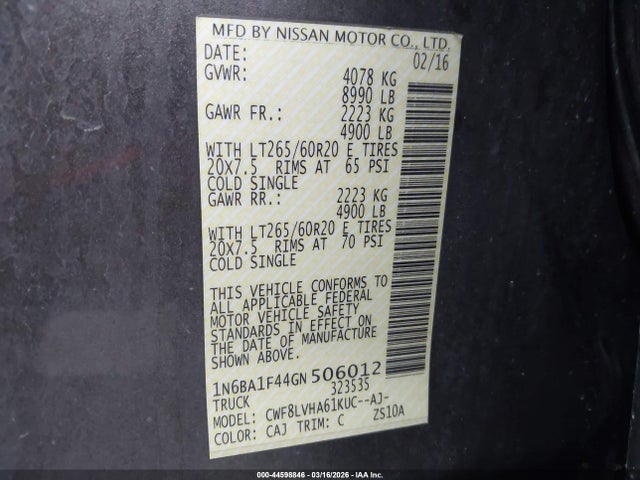 MFD BY NISSAN MOTOR CO., LTD.
DATE: 02/16
GVWR: 4078 KG
8990 LB
GAWR FR.: 2223 KG
4900 LB
WITH LT265/60R20 E TIRES
20X7.5 RIMS AT 65 PSI
COLD SINGLE
GAWR RR.: 2223 KG
4900 LB
WITH LT265/60R20 E TIRES
20X7.5 RIMS AT 70 PSI
COLD SINGLE
THIS VEHICLE CONFORMS TO
ALL APPLICABLE FEDERAL
MOTOR VEHICLE SAFETY
STANDARDS IN EFFECT ON
THE DATE OF MANUFACTURE
SHOWN ABOVE.
1N6BA1F44GN506012
TRUCK 323535
MODEL: CWF8LVHA61KUC--AJ-
COLOR: CAJ TRIM: C ZS10A
000-44598846 - 03/16/2026 - IAA Inc.